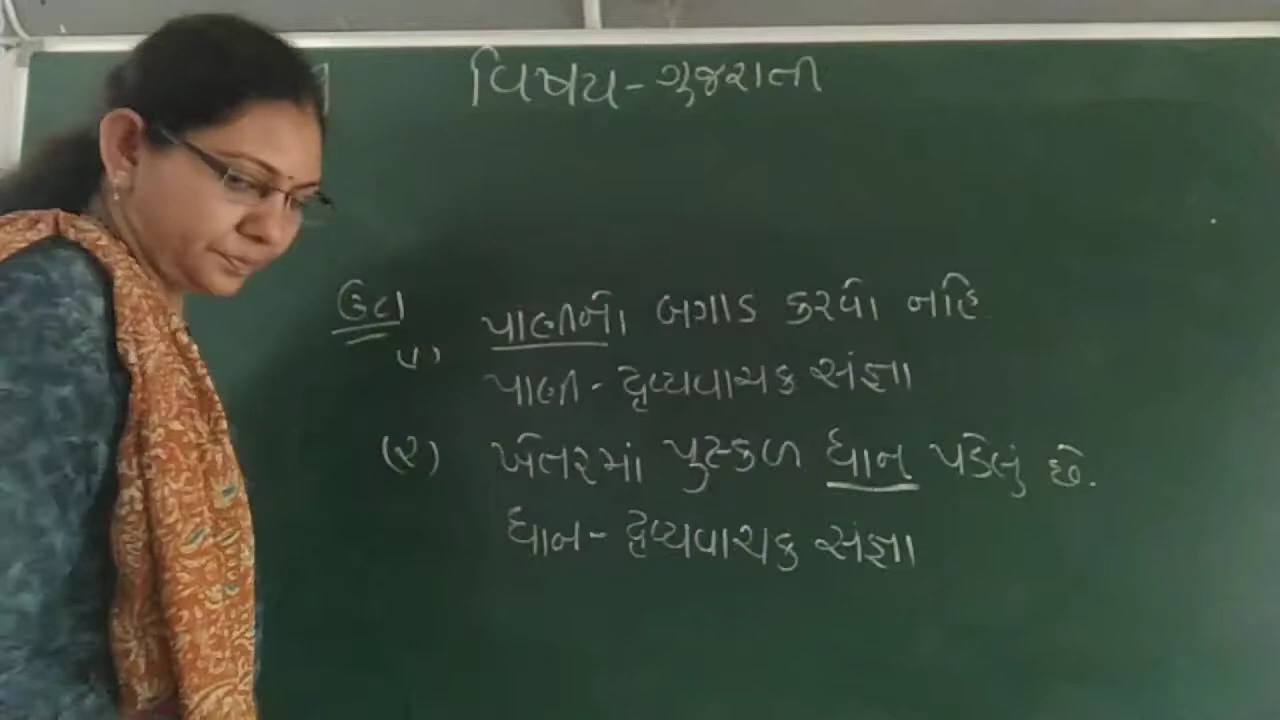 વિષય - ગુજરાતી
ઉદા
૧) પાણીનો બગાડ કરવો નહિ
પાણી - દ્રવ્યવાચક સંજ્ઞા
(૨) ખેતરમાં પુષ્કળ ધાન પડેલું છે.
ધાન - દ્રવ્યવાચક સંજ્ઞા